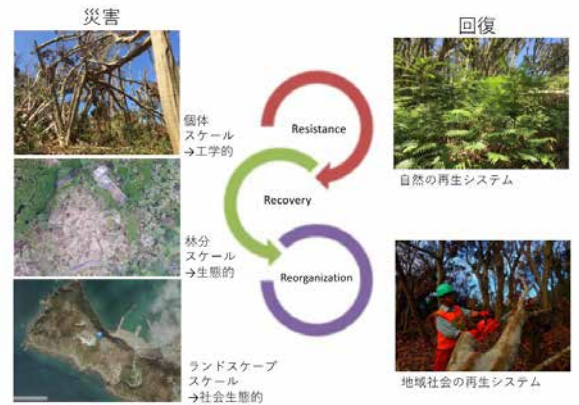 災害
個体
スケール
→工学的
林分
スケール
→生態的
ランドスケープ
スケール
→社会生態的
Resistance
Recovery
Reorganization
回復
自然の再生システム
地域社会の再生システム